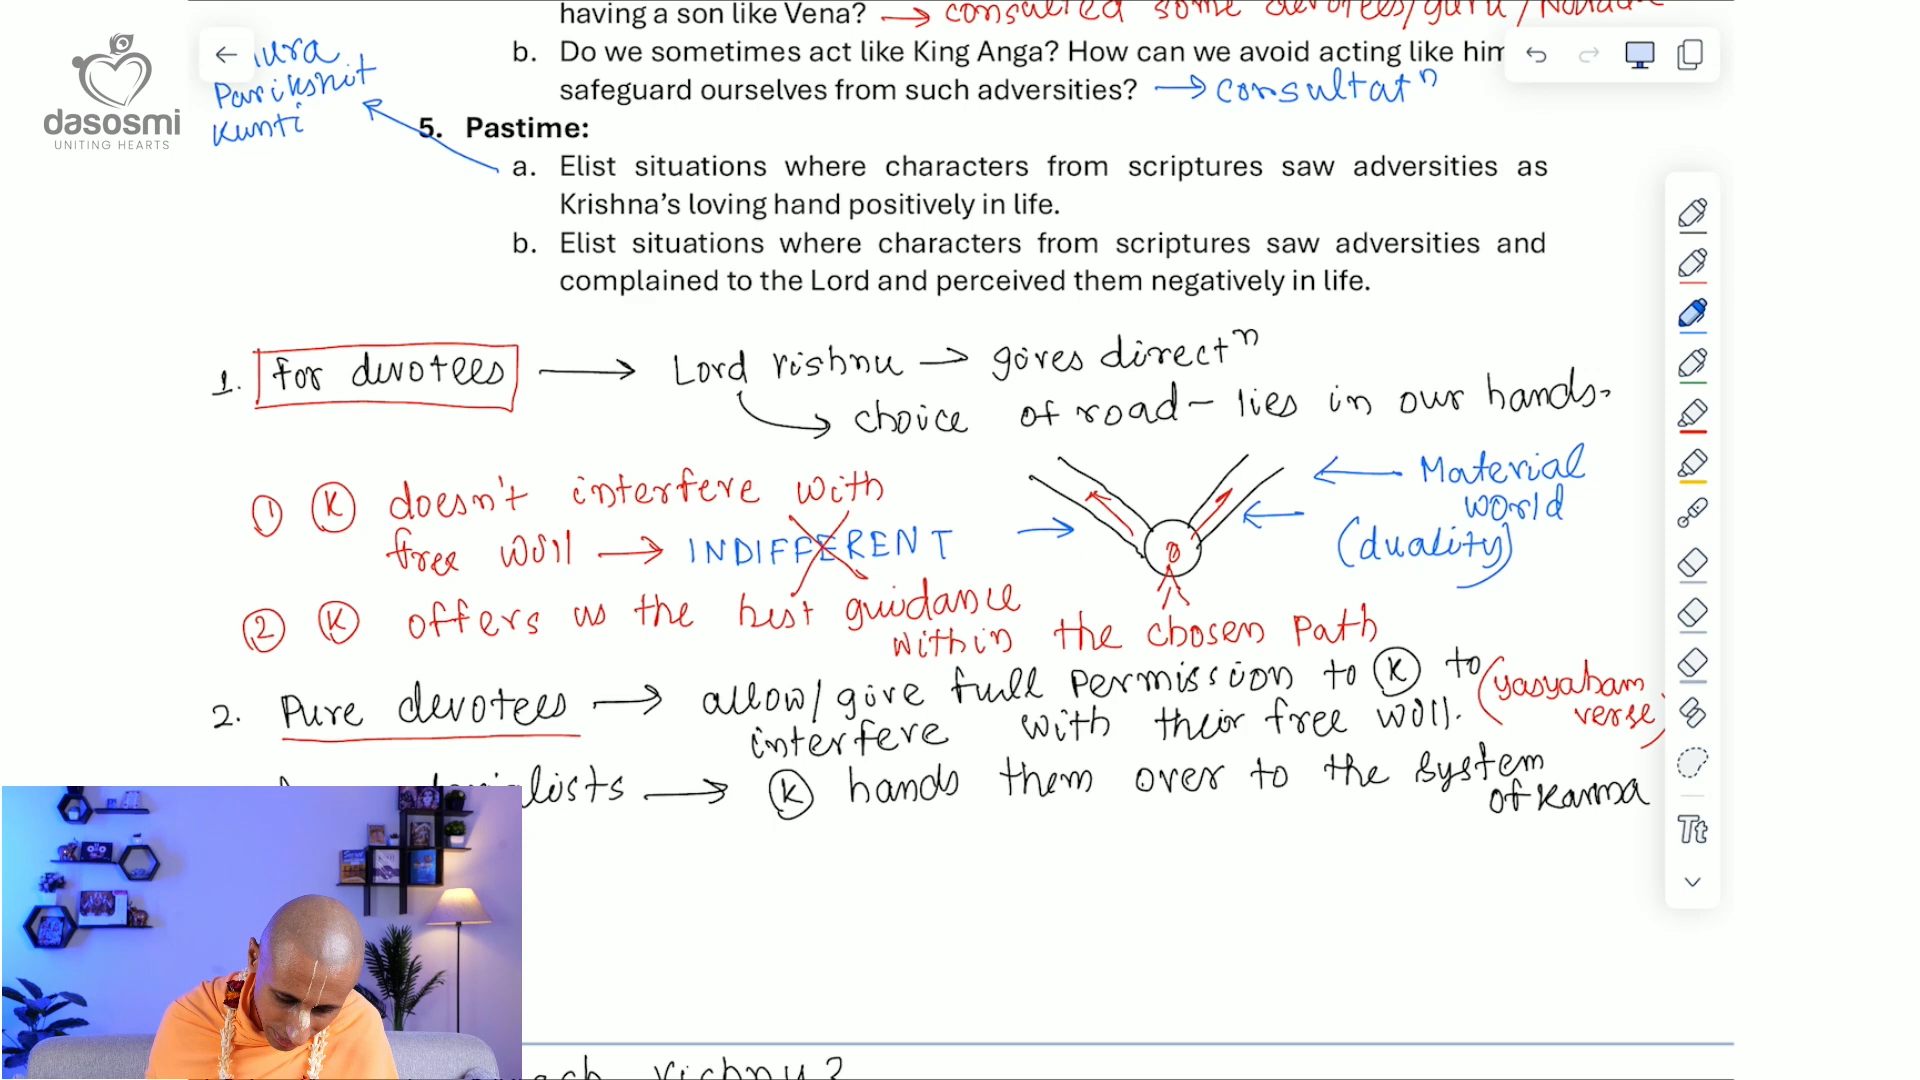 having a son like Vena? → consulted some devotees/guru/
b. Do we sometimes act like King Anga? How can we avoid acting like him
safeguard ourselves from such adversities? → consultatⁿ
dasosmi
UNITING HEARTS
Parikshit
Kunti
5. Pastime:
a. Elist situations where characters from scriptures saw adversities as
Krishna’s loving hand positively in life.
b. Elist situations where characters from scriptures saw adversities and
complained to the Lord and perceived them negatively in life.
1. for devotees → Lord Vishnu → gives directⁿ
→ choice of road – lies in our hands.
① Ⓚ doesn't interfere with
free will → INDIFFERENT
← Material
world
(duality)
② Ⓚ offers us the best guidance
within the chosen path
2. Pure devotees → allow/give full permission to Ⓚ to
interfere with their free will.
(yasyaham
verse)
→ Ⓚ hands them over to the system
of karma
Vishnu?
Tt